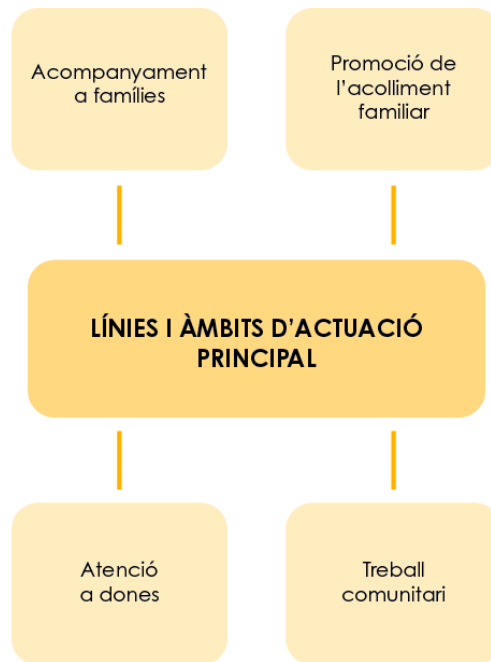 Acompanyament
a famílies
Promoció de
l’acolliment
familiar
LÍNIES I ÀMBITS D’ACTUACIÓ
PRINCIPAL
Atenció
a dones
Treball
comunitari